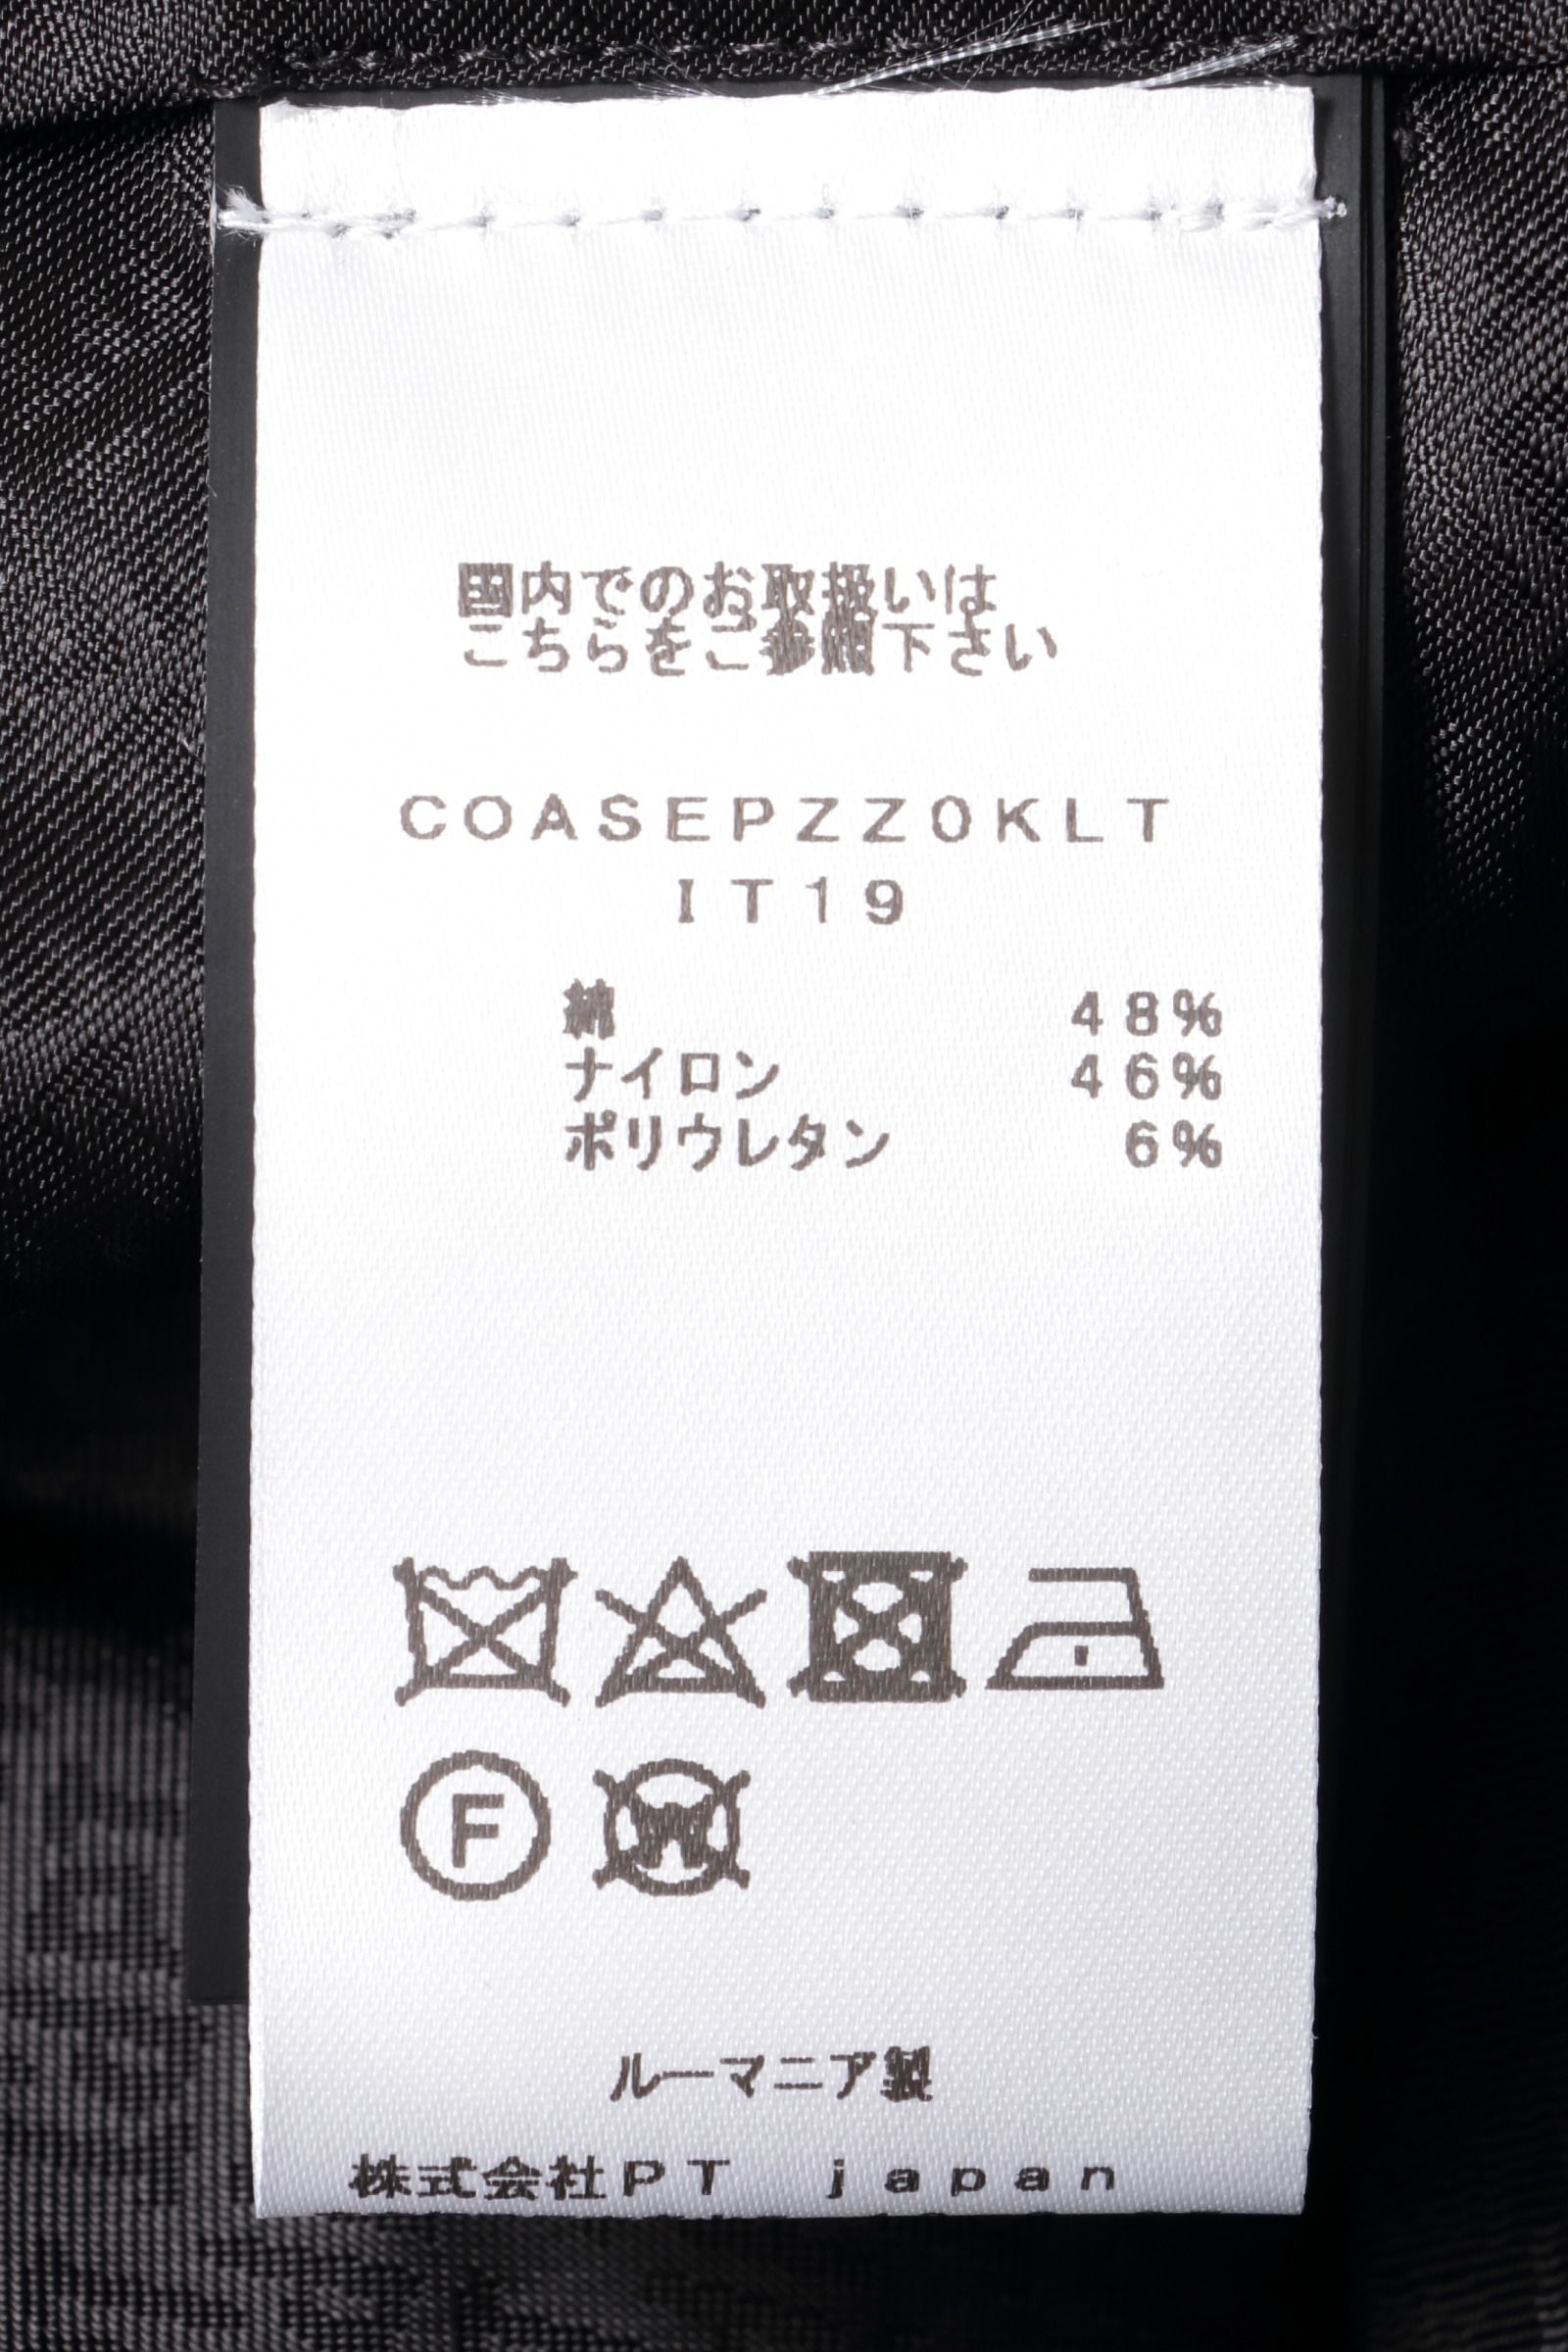 国内でのお取扱いは
こちらをご参照下さい
COASEPZZ0KLT
IT19
綿 48%
ナイロン 46%
ポリウレタン 6%
F
W
ルーマニア製
株式会社PT japan